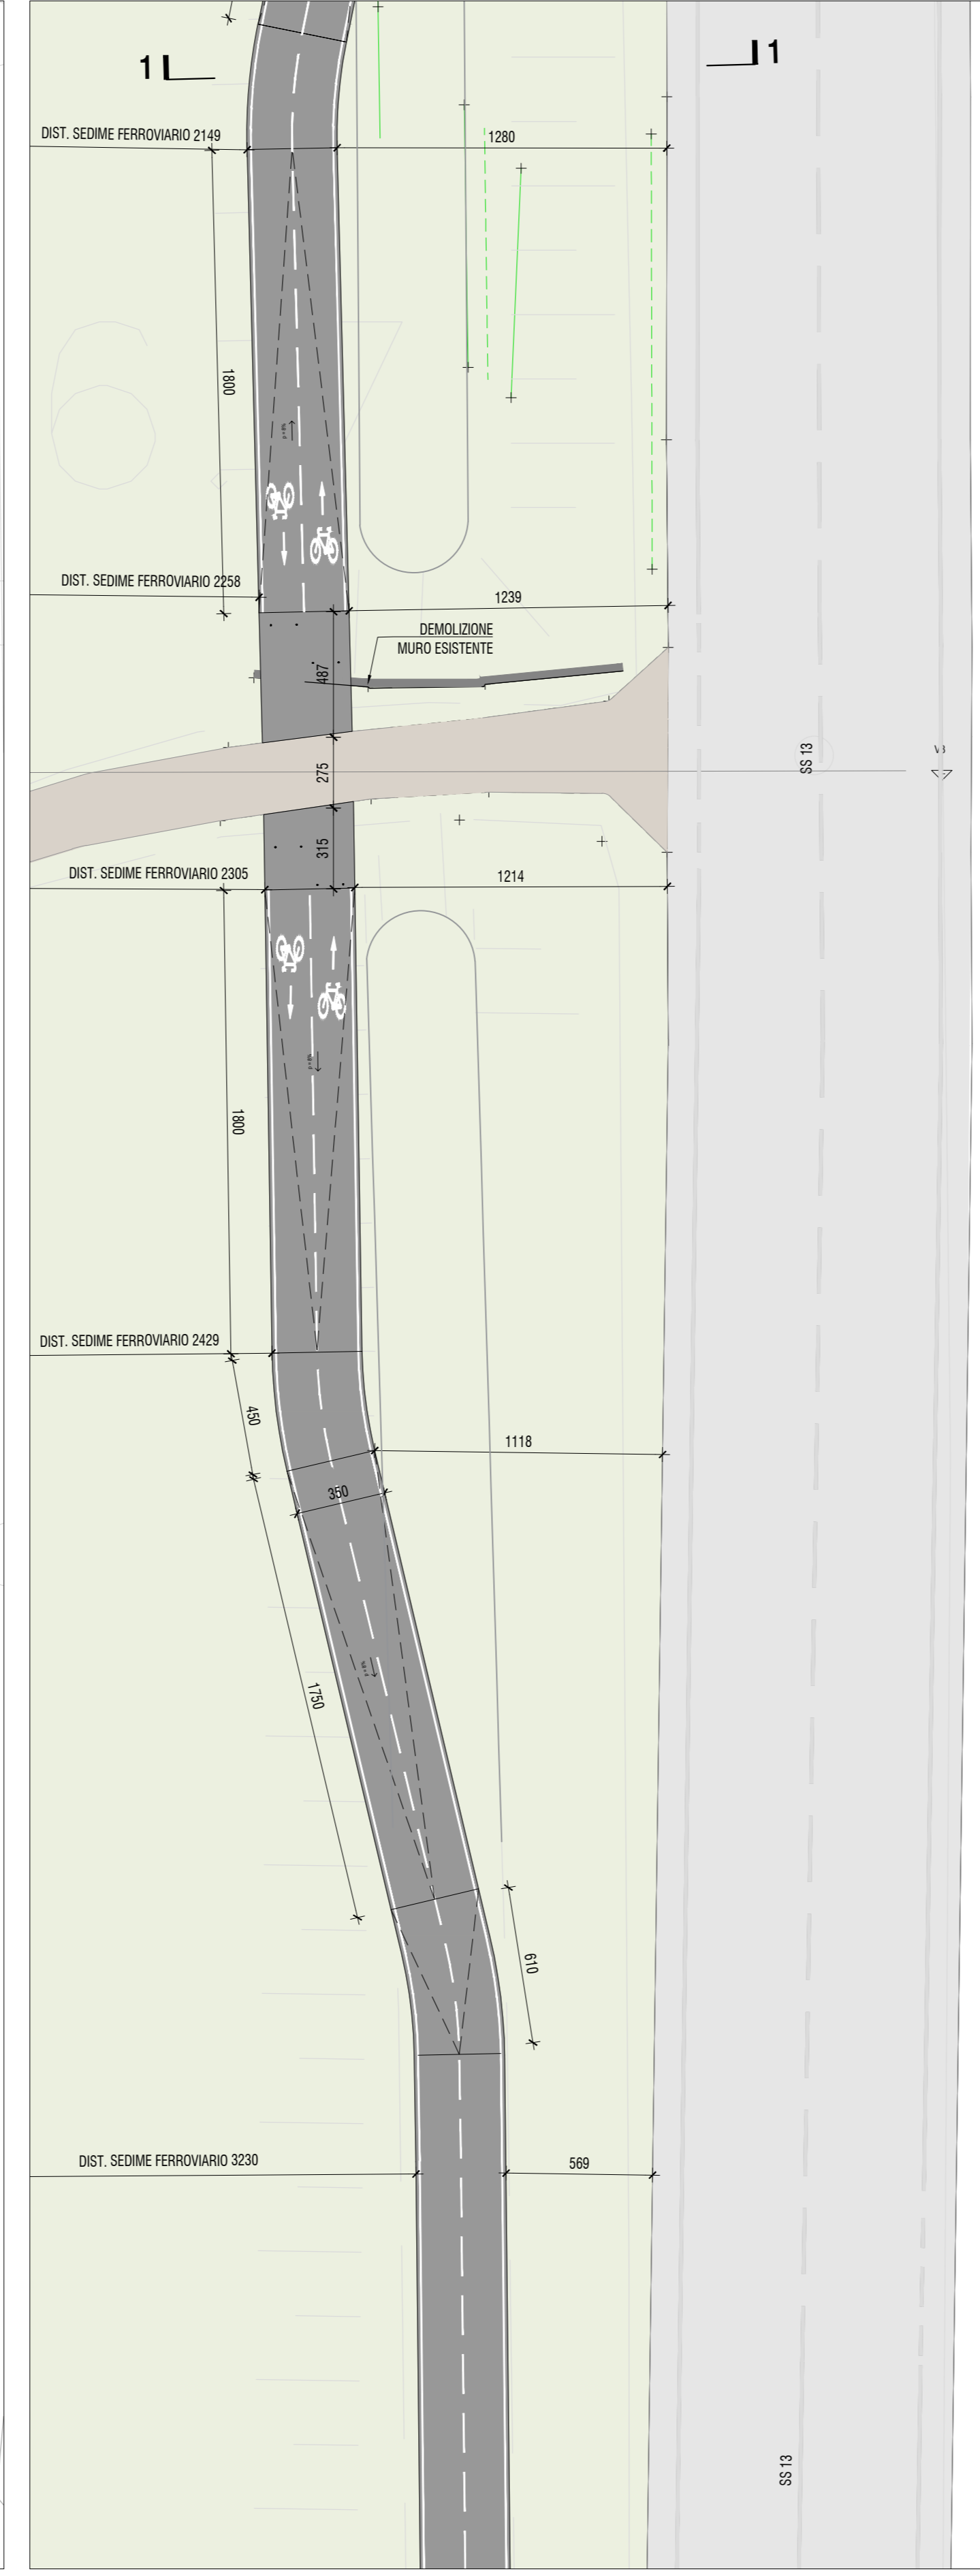 1
1
DIST. SEDIME FERROVIARIO 2149
1280
1800
DIST. SEDIME FERROVIARIO 2258
1239
DEMOLIZIONE
MURO ESISTENTE
487
275
SS 13
315
DIST. SEDIME FERROVIARIO 2305
1214
1800
DIST. SEDIME FERROVIARIO 2429
450
1118
350
1750
610
DIST. SEDIME FERROVIARIO 3230
569
SS 13